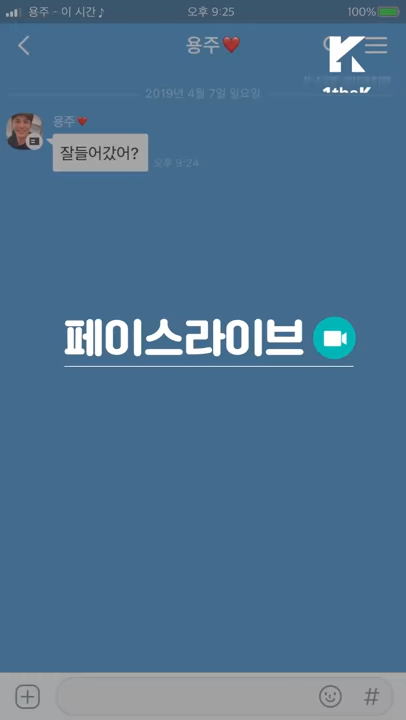 용주 - 이 시간♪ 오후 9:25 100%
용주❤️
1theK
2019년 4월 7일 일요일
용주❤️
잘들어갔어?
오후 9:24
페이스라이브
#